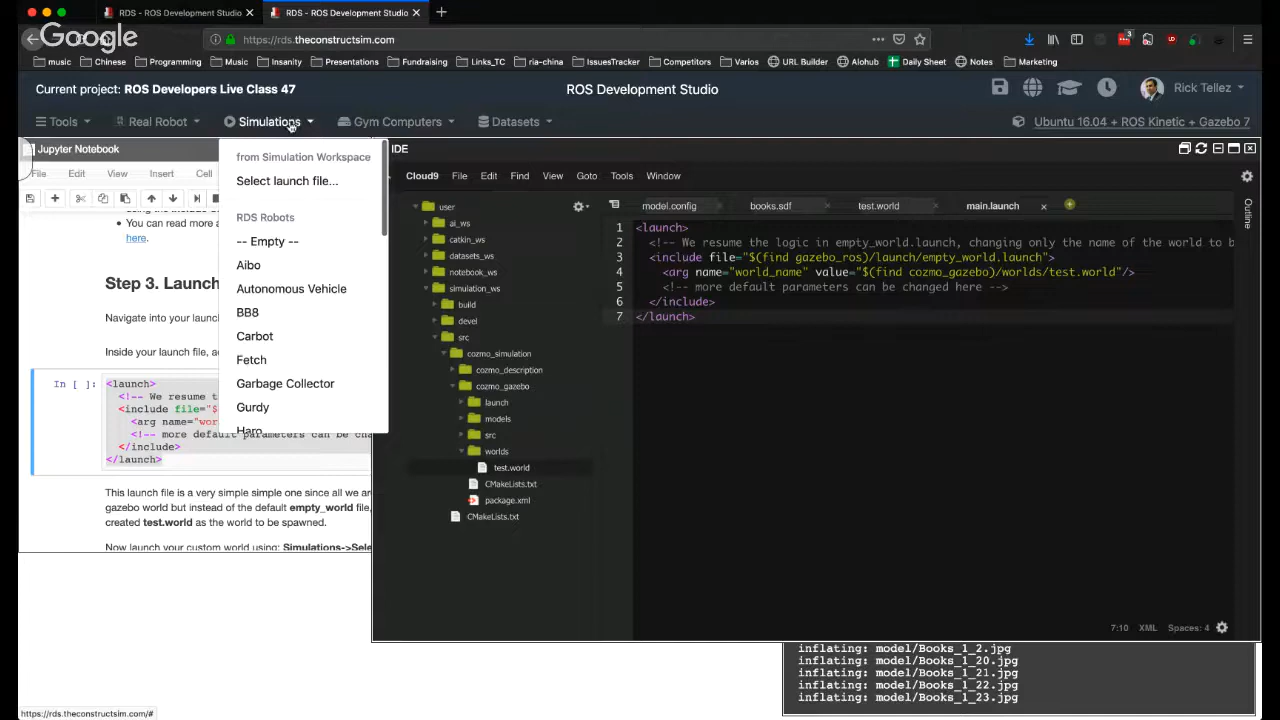 RDS - ROS Development Studio
RDS - ROS Development Studio
Google
https://rds.theconstructsim.com
music
Chinese
Programming
Music
Insanity
Presentations
Fundraising
Links_TC
ria-china
IssuesTracker
Competitors
Varios
URL Builder
Alohub
Daily Sheet
Notes
Marketing
Current project: ROS Developers Live Class 47
ROS Development Studio
Rick Tellez
Tools
Real Robot
Simulations
Gym Computers
Datasets
Ubuntu 16.04 + ROS Kinetic + Gazebo 7
Jupyter Notebook
File Edit View Insert Cell
You can read more a
here.
Step 3. Launch
Navigate into your launch
Inside your launch file, ad
In [ ]:
<launch>
<!-- We resume t
<include file="$
<arg name="wor
<!-- more default parameters can be cha
</include>
</launch>
This launch file is a very simple simple one since all we are
gazebo world but instead of the default empty_world file,
created test.world as the world to be spawned.
Now launch your custom world using: Simulations->Sele
from Simulation Workspace
Select launch file...
RDS Robots
-- Empty --
Aibo
Autonomous Vehicle
BB8
Carbot
Fetch
Garbage Collector
Gurdy
Haro
IDE
Cloud9 File Edit Find View Goto Tools Window
user
ai_ws
catkin_ws
datasets_ws
notebook_ws
simulation_ws
build
devel
src
cozmo_simulation
cozmo_description
cozmo_gazebo
launch
models
src
worlds
test.world
CMakeLists.txt
package.xml
CMakeLists.txt
model.config
books.sdf
test.world
main.launch
Outline
1 <launch>
2 <!-- We resume the logic in empty_world.launch, changing only the name of the world to b
3 <include file="$(find gazebo_ros)/launch/empty_world.launch">
4 <arg name="world_name" value="$(find cozmo_gazebo)/worlds/test.world"/>
5 <!-- more default parameters can be changed here -->
6 </include>
7 </launch>
7:10 XML Spaces: 4
inflating: model/Books_1_2.jpg
inflating: model/Books_1_20.jpg
inflating: model/Books_1_21.jpg
inflating: model/Books_1_22.jpg
inflating: model/Books_1_23.jpg
https://rds.theconstructsim.com/#